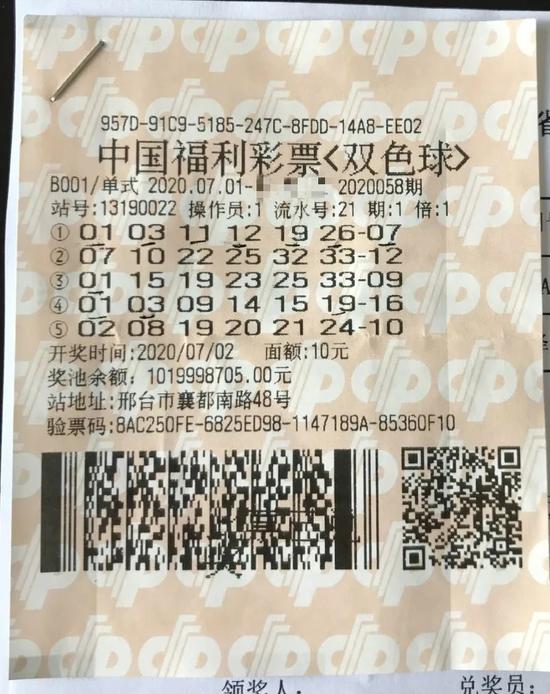 957D-91C9-5185-247C-8FDD-14A8-EE02
中国福利彩票<双色球>
B001/单式 2020.07.01- 2020058期
站号:13190022 操作员:1 流水号:21 期:1 倍:1
① 01 03 11 12 19 26-07
② 07 10 22 25 32 33-12
③ 01 15 19 23 25 33-09
④ 01 03 09 14 15 19-16
⑤ 02 08 19 20 21 24-10
开奖时间:2020/07/02 面额:10元
奖池余额: 1019998705.00元
站地址:邢台市襄都南路48号
验票码:8AC250FE-6825ED98-1147189A-85360F10
领奖人: 兑奖员: